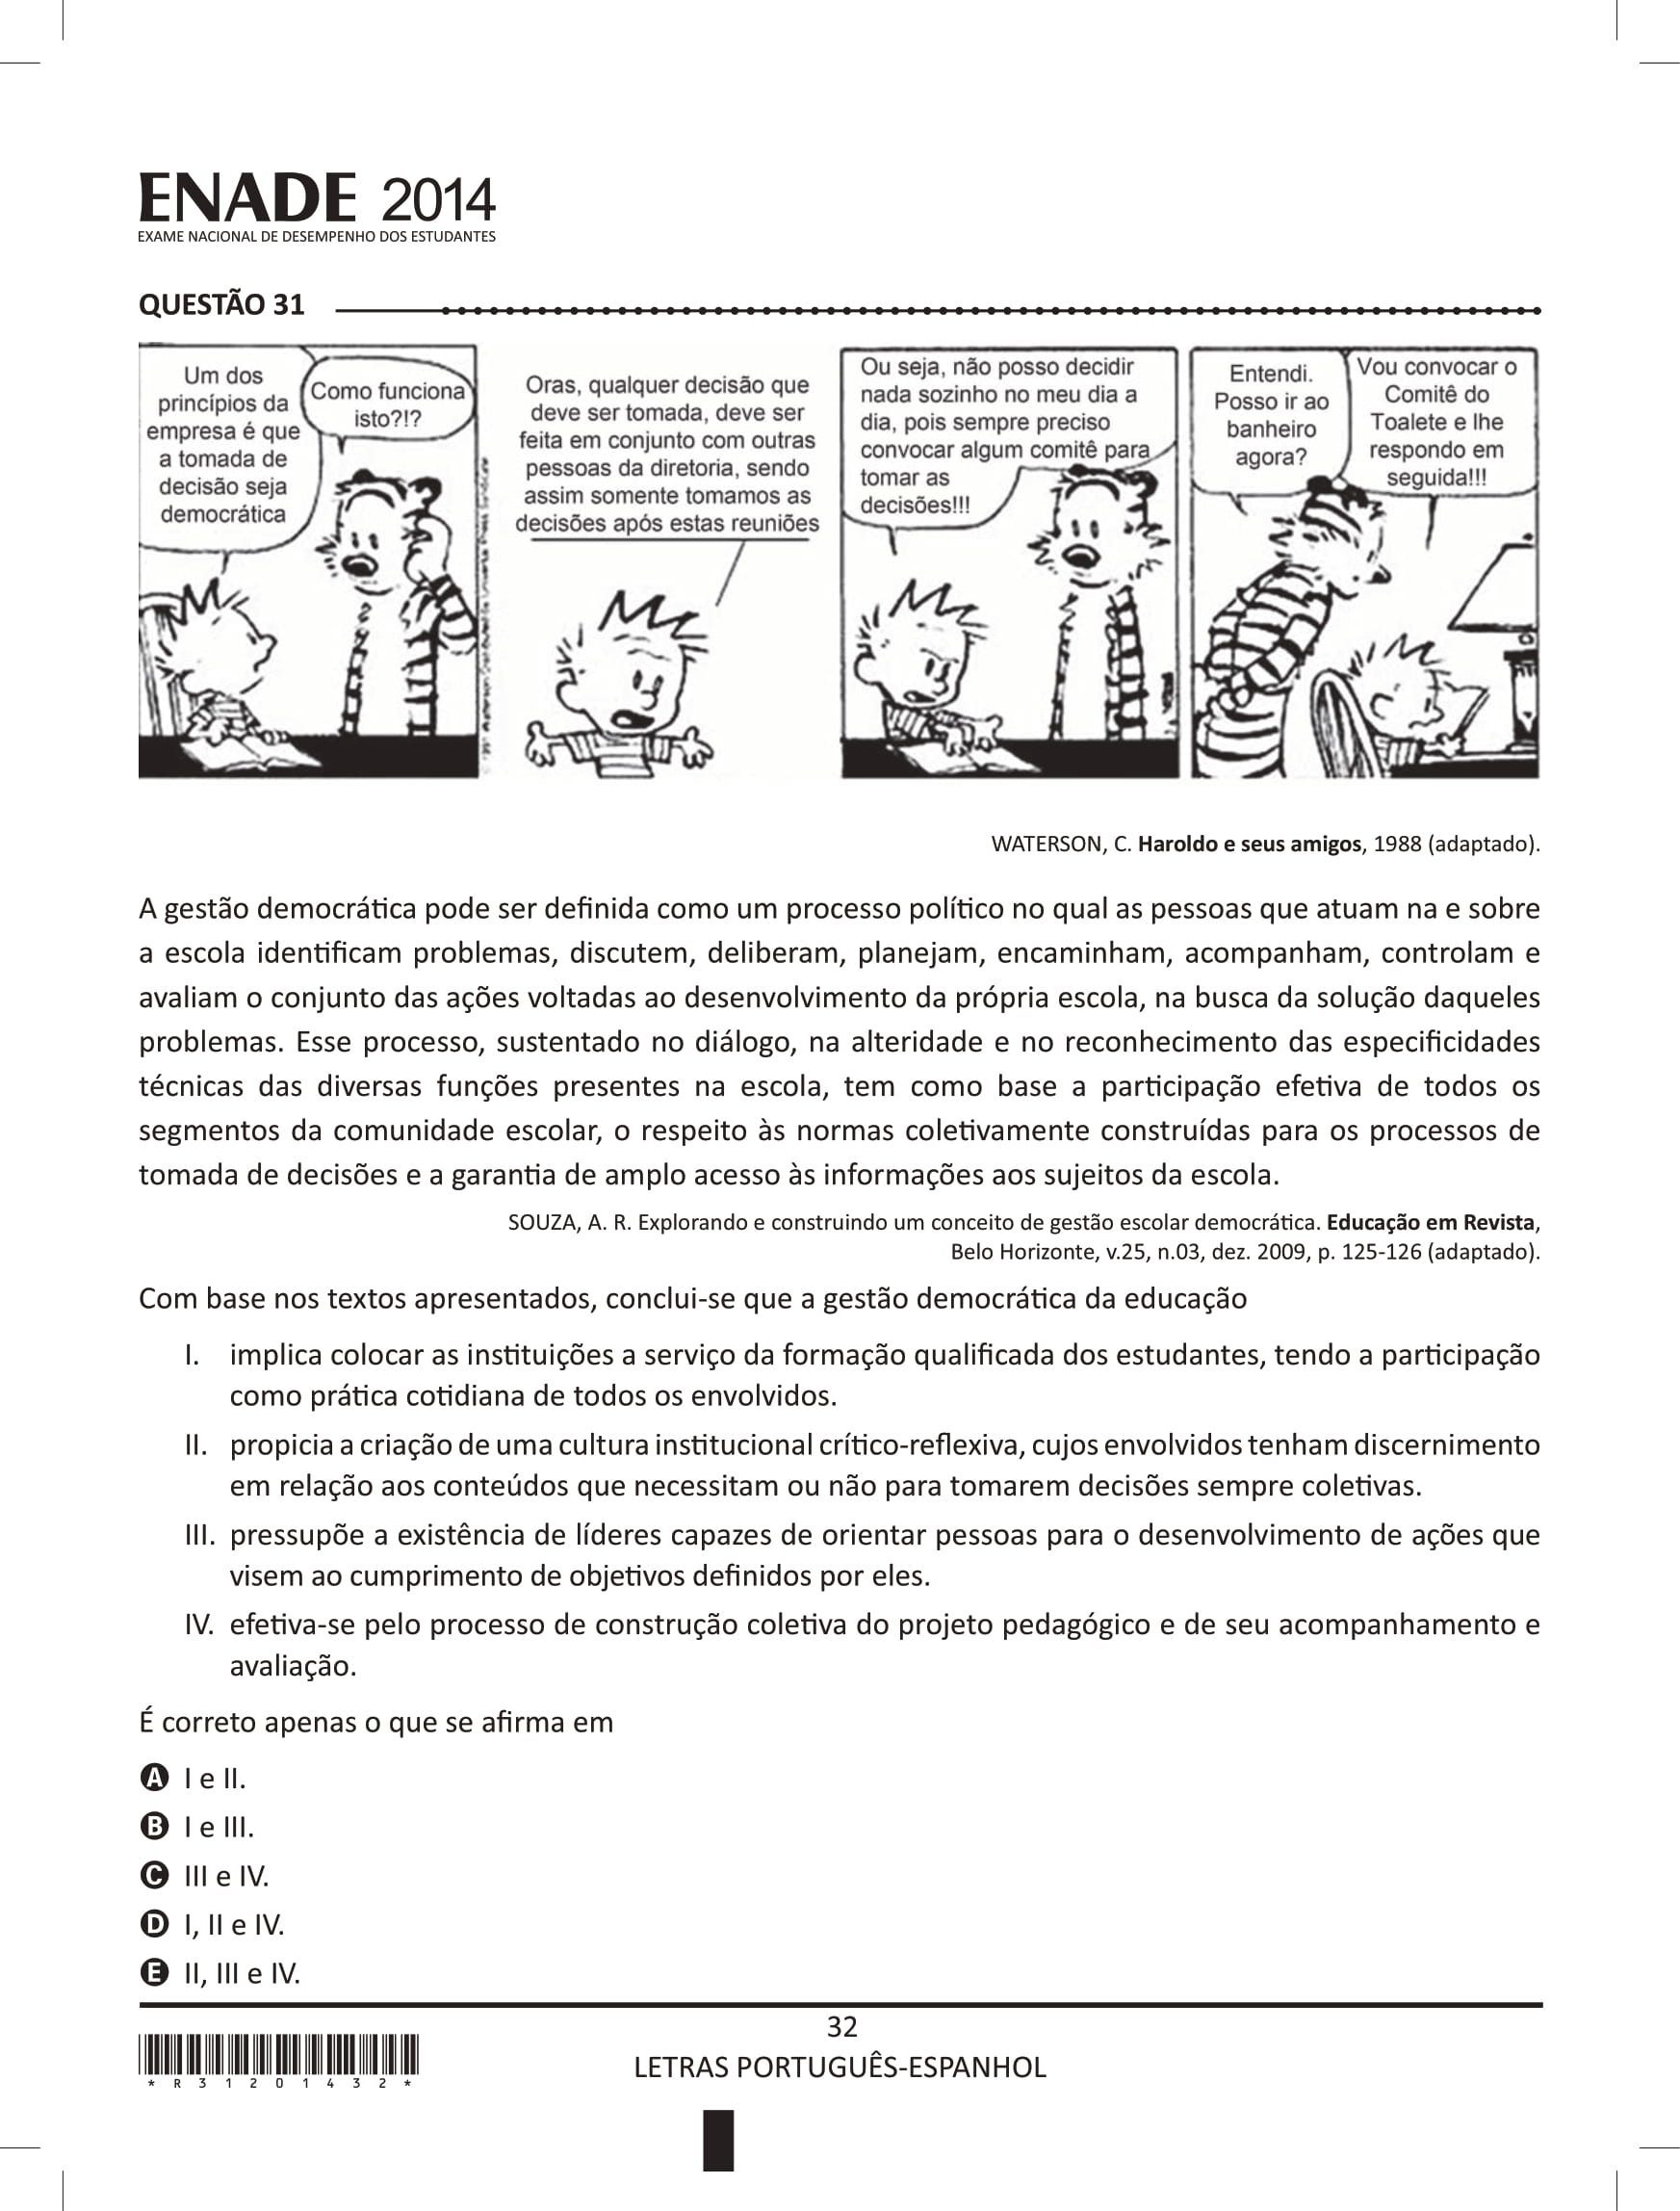 ENADE 2014
EXAME NACIONAL DE DESEMPENHO DOS ESTUDANTES
QUESTÃO 31
Um dos
princípios da
empresa é que
a tomada de
decisão seja
democrática
Como funciona
isto?!?
Oras, qualquer decisão que
deve ser tomada, deve ser
feita em conjunto com outras
pessoas da diretoria, sendo
assim somente tomamos as
decisões após estas reuniões
Ou seja, não posso decidir
nada sozinho no meu dia a
dia, pois sempre preciso
convocar algum comitê para
tomar as
decisões!!!
Entendi.
Posso ir ao
banheiro
agora?
Vou convocar o
Comitê do
Toalete e lhe
respondo em
seguida!!!
WATERSON, C. Haroldo e seus amigos, 1988 (adaptado).
A gestão democrática pode ser definida como um processo político no qual as pessoas que atuam na e sobre
a escola identificam problemas, discutem, deliberam, planejam, encaminham, acompanham, controlam e
avaliam o conjunto das ações voltadas ao desenvolvimento da própria escola, na busca da solução daqueles
problemas. Esse processo, sustentado no diálogo, na alteridade e no reconhecimento das especificidades
técnicas das diversas funções presentes na escola, tem como base a participação efetiva de todos os
segmentos da comunidade escolar, o respeito às normas coletivamente construídas para os processos de
tomada de decisões e a garantia de amplo acesso às informações aos sujeitos da escola.
SOUZA, A. R. Explorando e construindo um conceito de gestão escolar democrática. Educação em Revista,
Belo Horizonte, v.25, n.03, dez. 2009, p. 125-126 (adaptado).
Com base nos textos apresentados, conclui-se que a gestão democrática da educação
I. implica colocar as instituições a serviço da formação qualificada dos estudantes, tendo a participação
como prática cotidiana de todos os envolvidos.
II. propicia a criação de uma cultura institucional crítico-reflexiva, cujos envolvidos tenham discernimento
em relação aos conteúdos que necessitam ou não para tomarem decisões sempre coletivas.
III. pressupõe a existência de líderes capazes de orientar pessoas para o desenvolvimento de ações que
visem ao cumprimento de objetivos definidos por eles.
IV. efetiva-se pelo processo de construção coletiva do projeto pedagógico e de seu acompanhamento e
avaliação.
É correto apenas o que se afirma em
A I e II.
B I e III.
C III e IV.
D I, II e IV.
E II, III e IV.
32
LETRAS PORTUGUÊS-ESPANHOL
* R 3 1 2 0 1 4 3 2 *